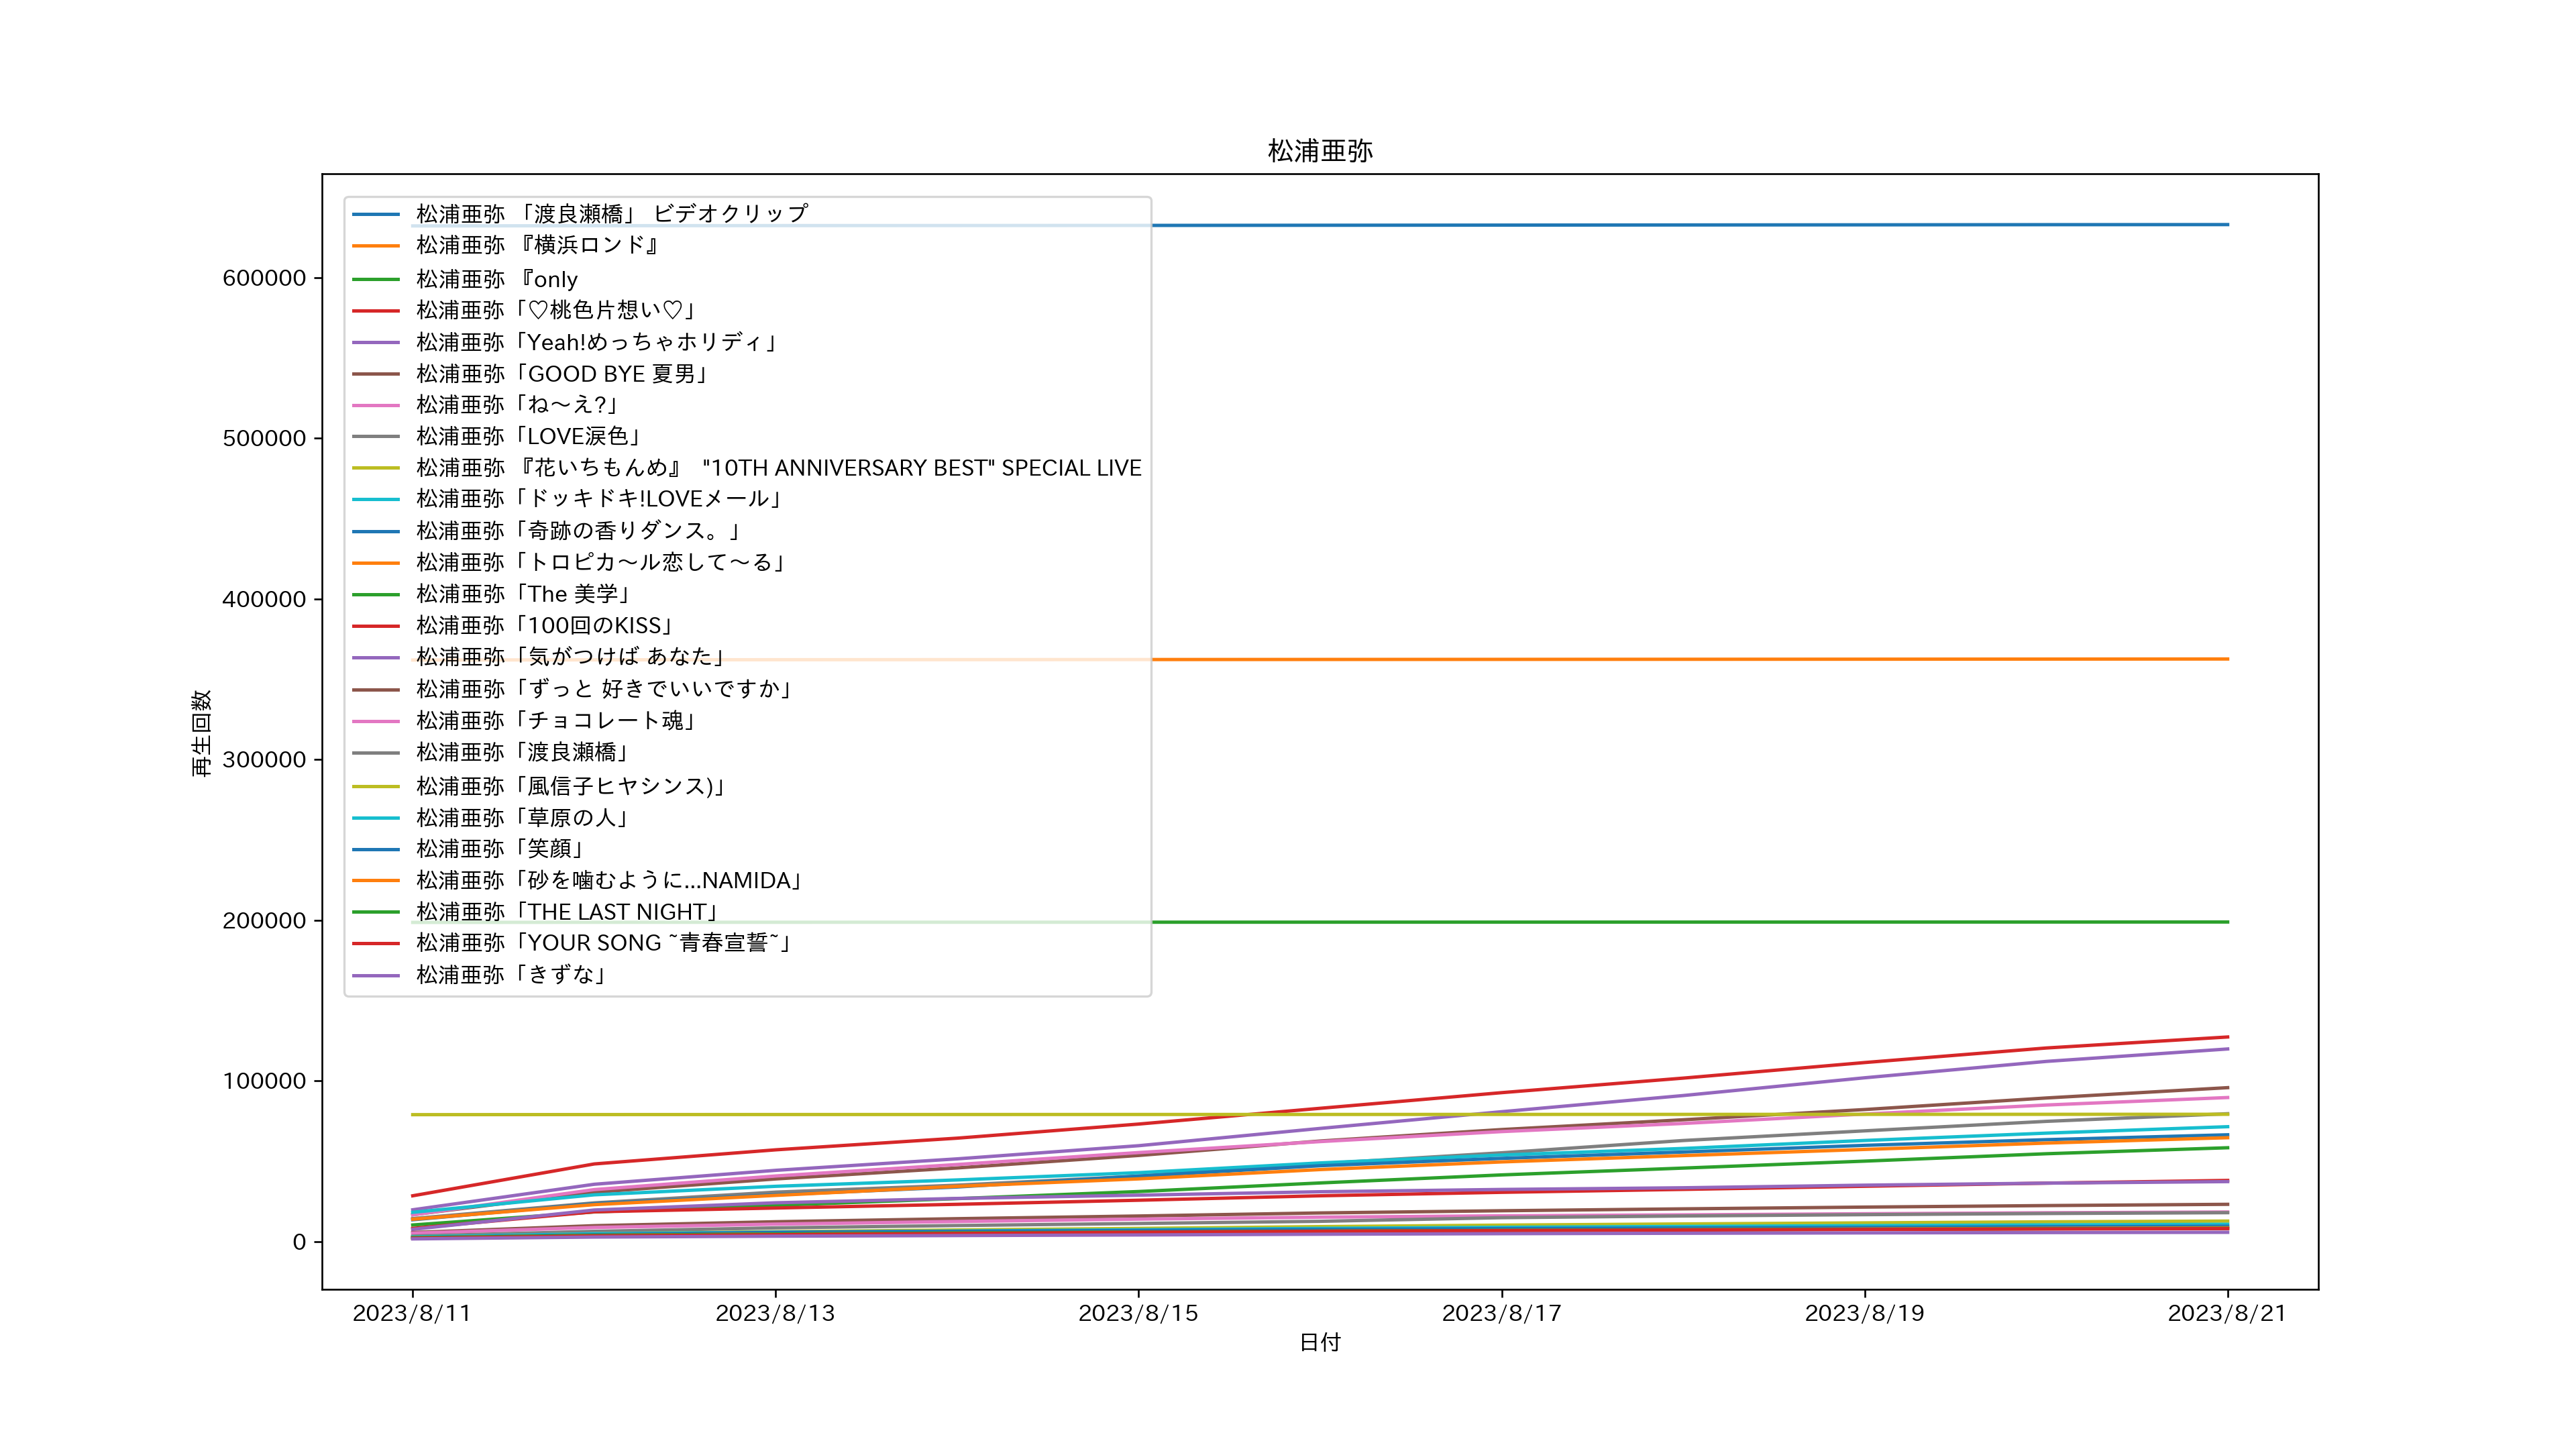 松浦亜弥
松浦亜弥 「渡良瀬橋」 ビデオクリップ
松浦亜弥 『横浜ロンド』
松浦亜弥 『only
松浦亜弥「♡桃色片想い♡」
松浦亜弥「Yeah!めっちゃホリディ」
松浦亜弥「GOOD BYE 夏男」
松浦亜弥「ね～え?」
松浦亜弥「LOVE涙色」
松浦亜弥 『花いちもんめ』 "10TH ANNIVERSARY BEST" SPECIAL LIVE
松浦亜弥「ドッキドキ!LOVEメール」
松浦亜弥「奇跡の香りダンス。」
松浦亜弥「トロピカ～ル恋して～る」
松浦亜弥「The 美学」
松浦亜弥「100回のKISS」
松浦亜弥「気がつけば あなた」
松浦亜弥「ずっと 好きでいいですか」
松浦亜弥「チョコレート魂」
松浦亜弥「渡良瀬橋」
松浦亜弥「風信子ヒヤシンス)」
松浦亜弥「草原の人」
松浦亜弥「笑顔」
松浦亜弥「砂を噛むように…NAMIDA」
松浦亜弥「THE LAST NIGHT」
松浦亜弥「YOUR SONG ~青春宣誓~」
松浦亜弥「きずな」
600000
500000
400000
300000
200000
100000
0
再生回数
2023/8/11
2023/8/13
2023/8/15
2023/8/17
2023/8/19
2023/8/21
日付